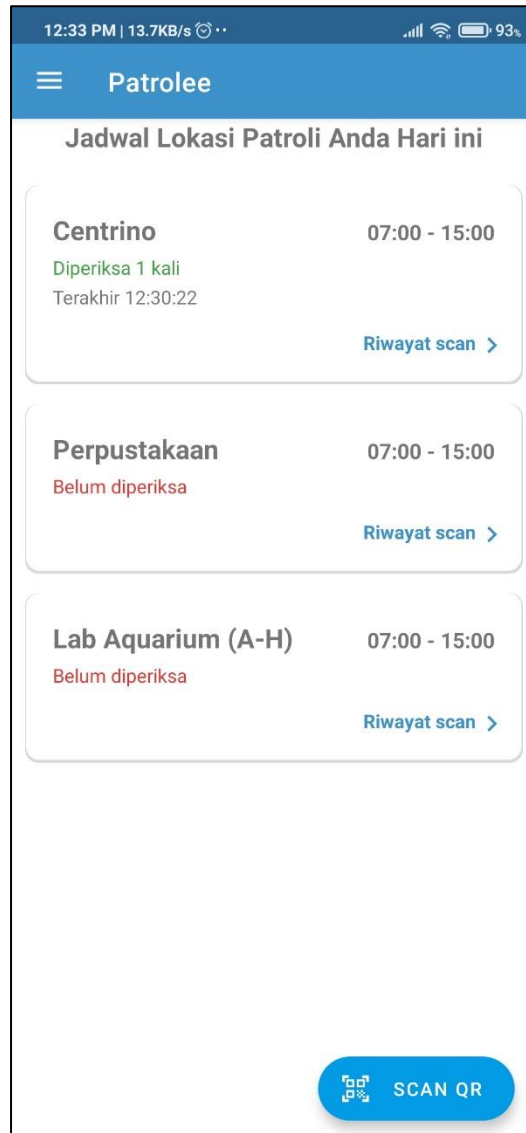 12:33 PM | 13.7KB/s
93%
Patrolee
Jadwal Lokasi Patroli Anda Hari ini
Centrino 07:00 - 15:00
Diperiksa 1 kali
Terakhir 12:30:22
Riwayat scan
Perpustakaan 07:00 - 15:00
Belum diperiksa
Riwayat scan
Lab Aquarium (A-H) 07:00 - 15:00
Belum diperiksa
Riwayat scan
SCAN QR